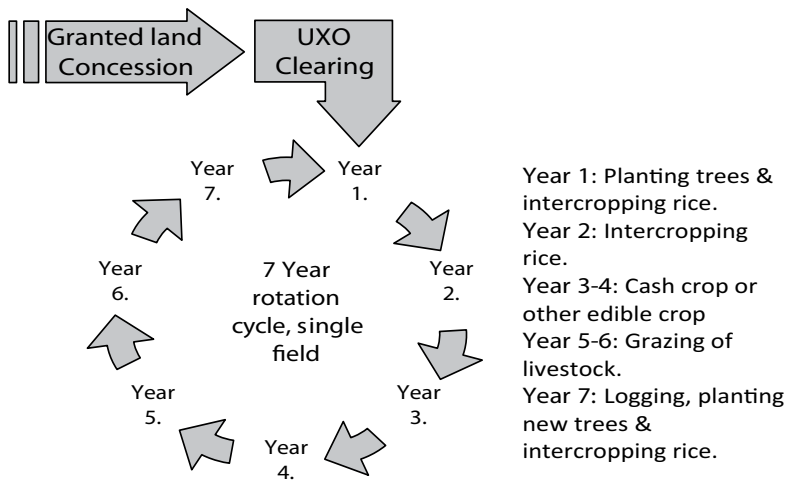 Granted land
Concession
UXO
Clearing
Year
1.
Year
2.
Year
3.
Year
4.
Year
5.
Year
6.
Year
7.
7 Year
rotation
cycle, single
field
Year 1: Planting trees &
intercropping rice.
Year 2: Intercropping
rice.
Year 3-4: Cash crop or
other edible crop
Year 5-6: Grazing of
livestock.
Year 7: Logging, planting
new trees &
intercropping rice.